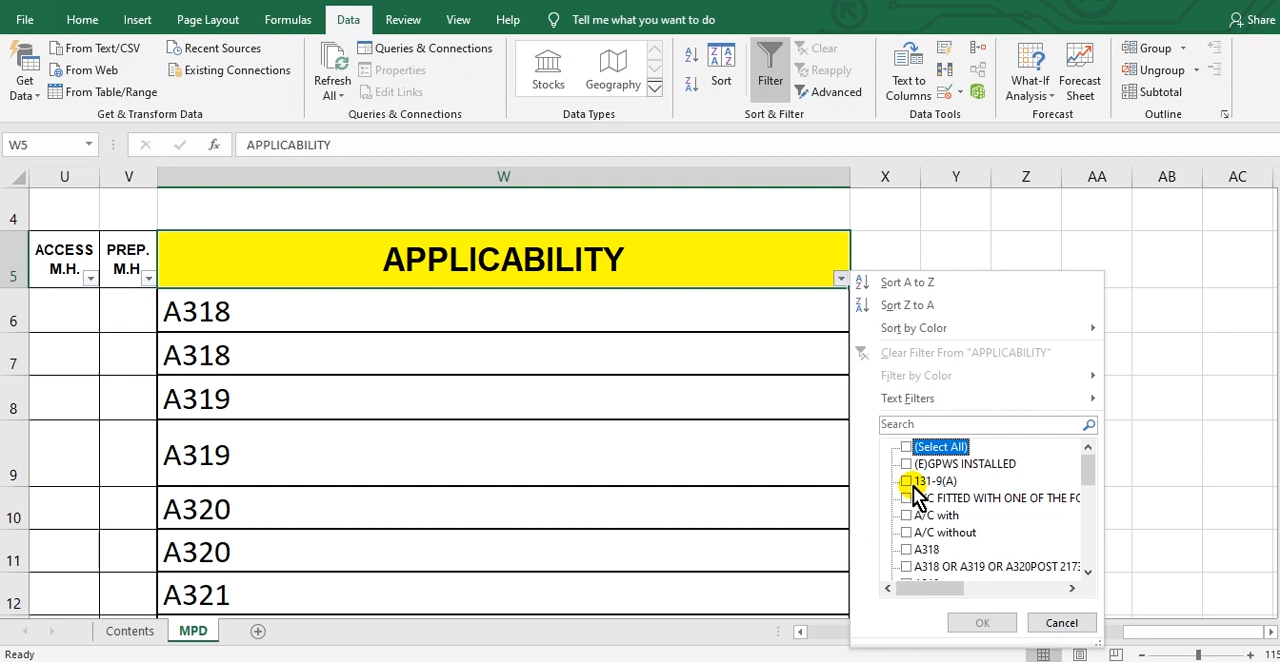 File Home Insert Page Layout Formulas Data Review View Help Tell me what you want to do Share
Get Data From Text/CSV From Web From Table/Range Recent Sources Existing Connections
Get & Transform Data
Refresh All Queries & Connections Properties Edit Links
Queries & Connections
Stocks Geography
Data Types
Sort Filter Clear Reapply Advanced
Sort & Filter
Text to Columns
Data Tools
What-If Analysis Forecast Sheet
Forecast
Group Ungroup Subtotal
Outline
W5 fx APPLICABILITY
U V W X Y Z AA AB AC
4
5 ACCESS M.H. PREP. M.H APPLICABILITY
6 A318
7 A318
8 A319
9 A319
10 A320
11 A320
12 A321
Sort A to Z
Sort Z to A
Sort by Color
Clear Filter From "APPLICABILITY"
Filter by Color
Text Filters
Search
(Select All)
(E)GPWS INSTALLED
131-9(A)
FITTED WITH ONE OF THE
A/C with
A/C without
A318
A318 OR A319 OR A320POST 2173
OK Cancel
Contents MPD
Ready